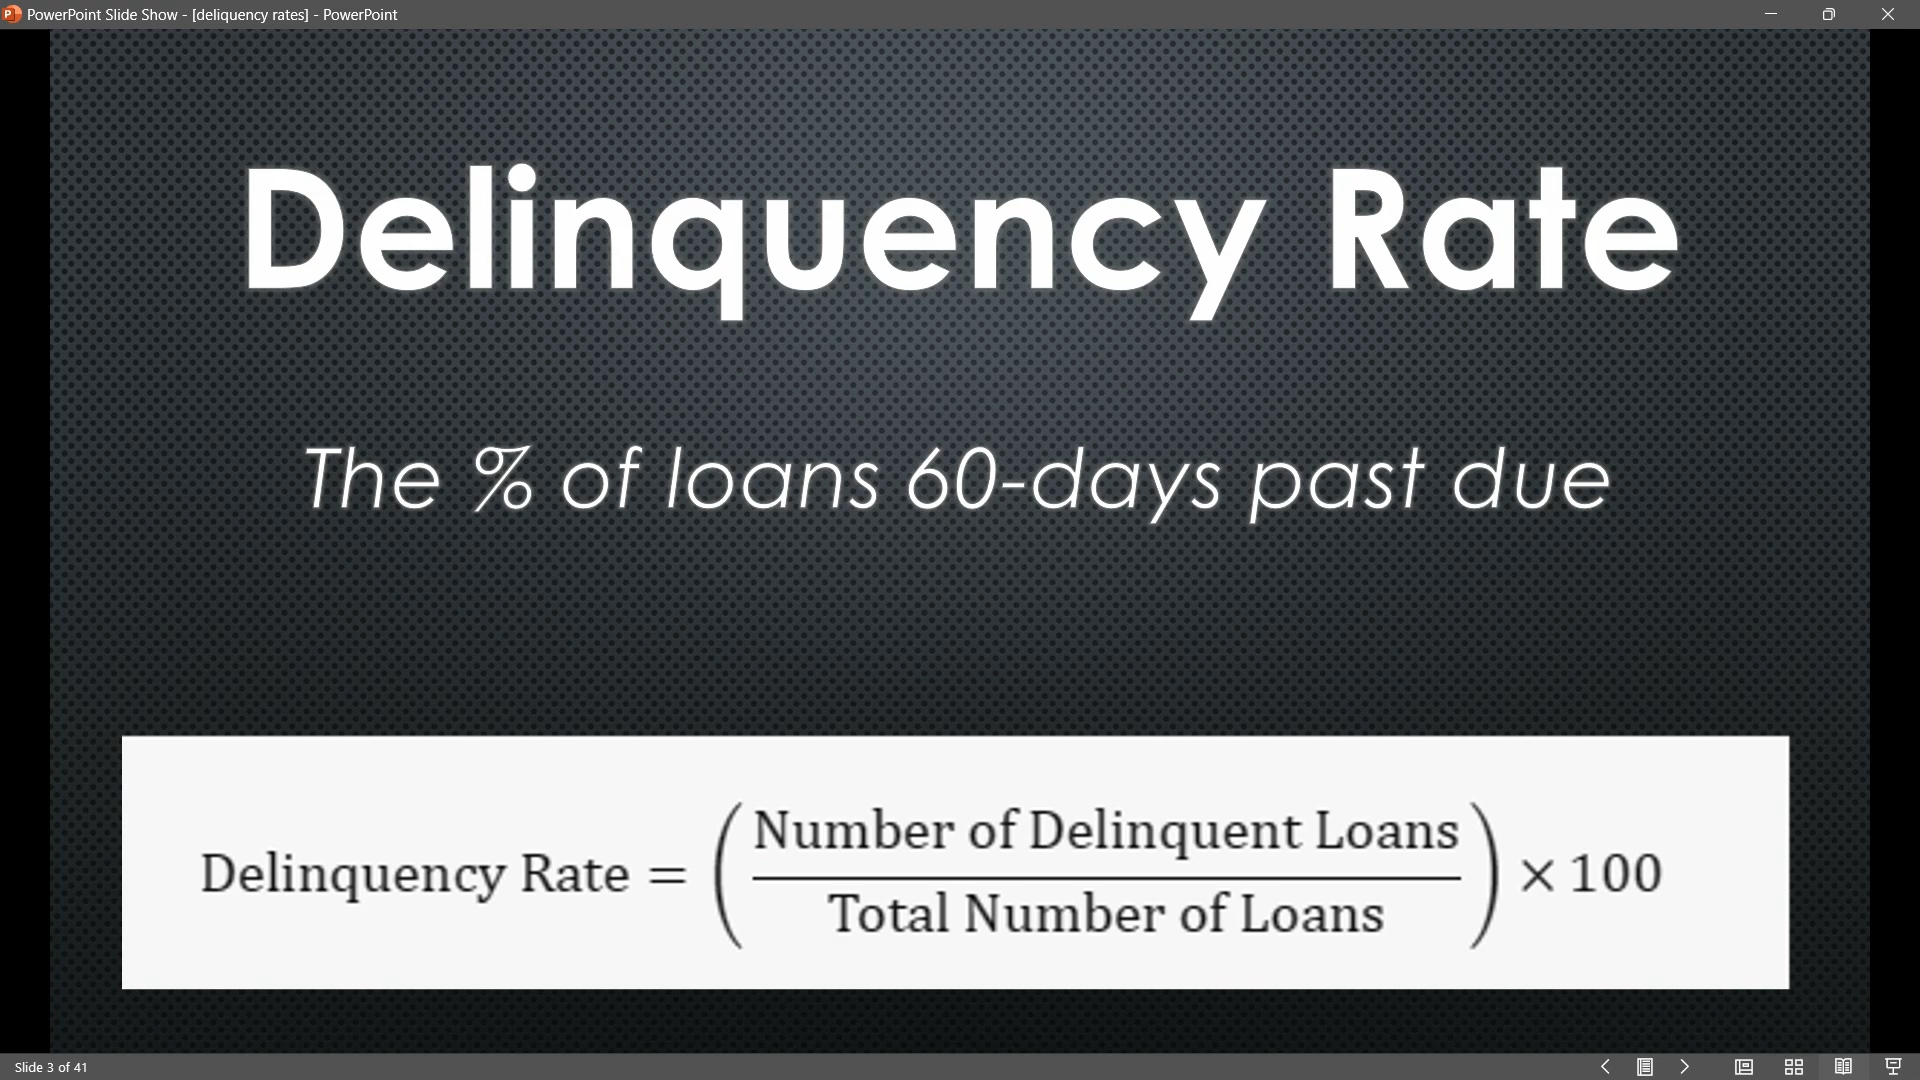 PowerPoint Slide Show - [deliquency rates] - PowerPoint
Delinquency Rate
The % of loans 60-days past due
Delinquency Rate = (Number of Delinquent Loans / Total Number of Loans) × 100
Slide 3 of 41